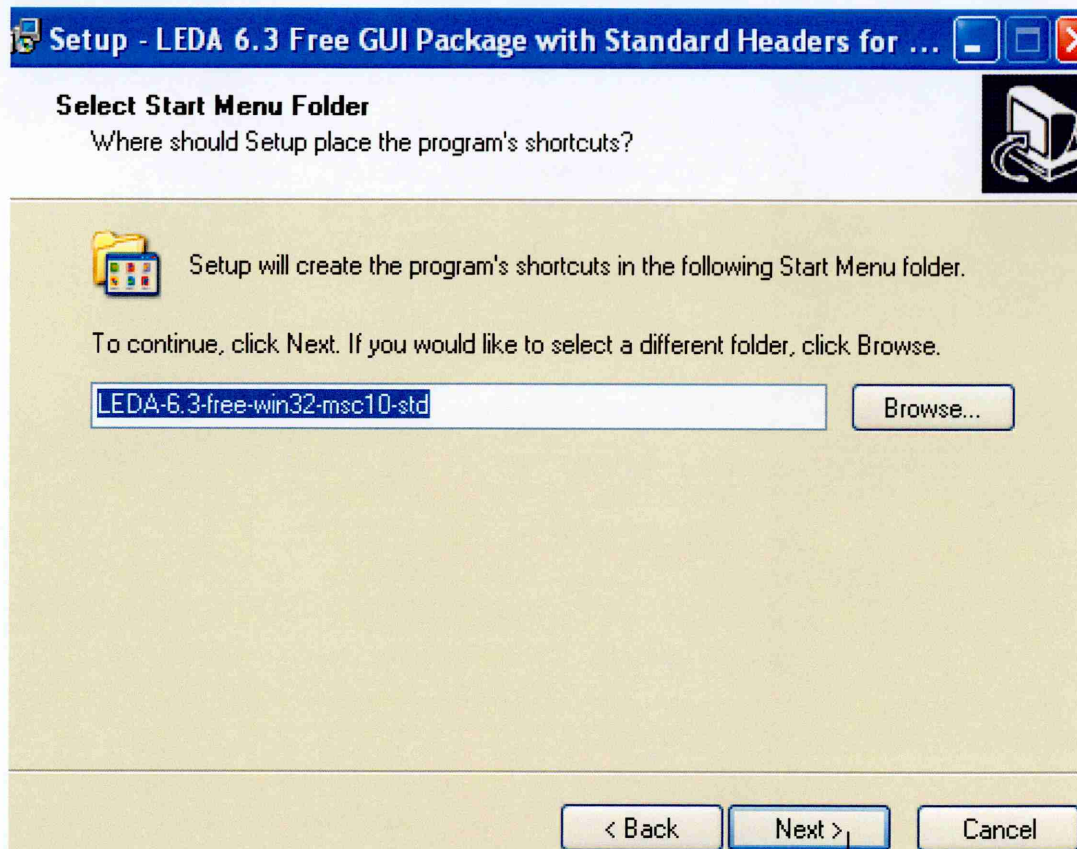 Setup - LEDA 6.3 Free GUI Package with Standard Headers for ...
Select Start Menu Folder
Where should Setup place the program's shortcuts?
Setup will create the program's shortcuts in the following Start Menu folder.
To continue, click Next. If you would like to select a different folder, click Browse.
LEDA-6.3-free-win32-msc10-std
Browse...
< Back
Next >
Cancel